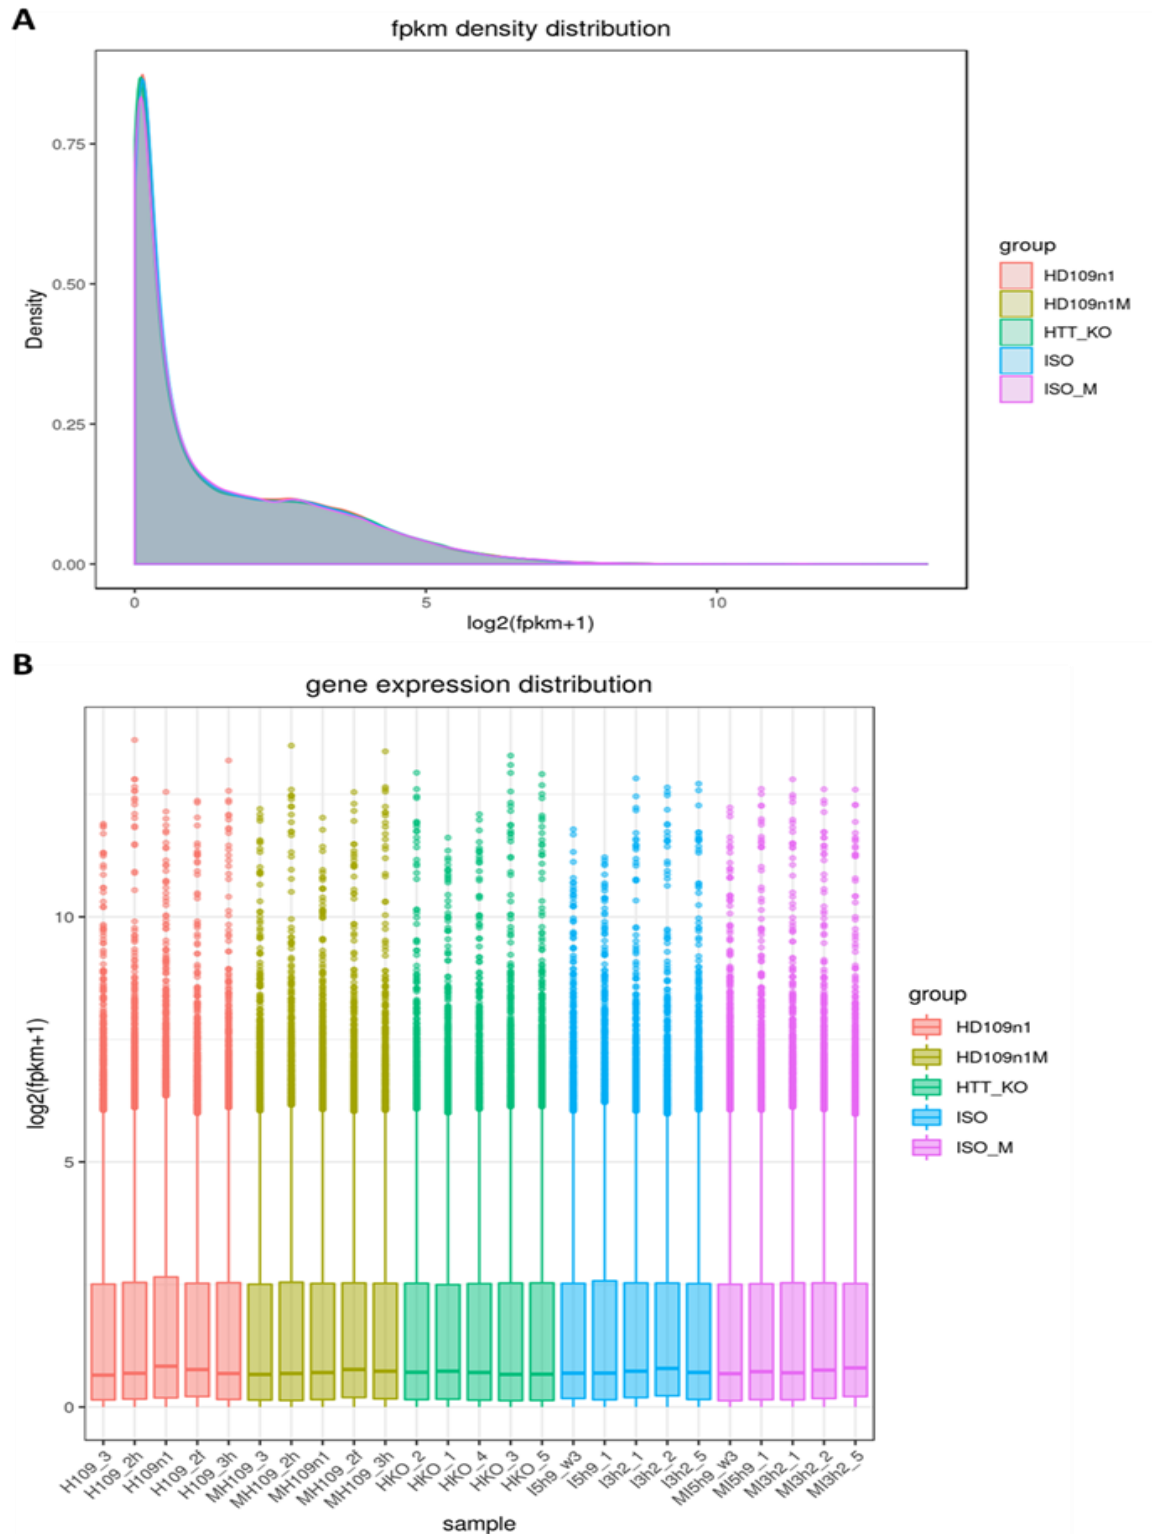 A
fpkm density distribution
0.75
0.50
0.25
0.00
Density
0
5
10
log2(fpkm+1)
group
HD109n1
HD109n1M
HTT_KO
ISO
ISO_M
B
gene expression distribution
10
5
0
log2(fpkm+1)
group
HD109n1
HD109n1M
HTT_KO
ISO
ISO_M
H109_3
H109_2h
H109n1
H109_2f
H109_3h
MH109_3
MH109_2h
MH109n1
MH109_2f
MH109_3h
HKO_2
HKO_1
HKO_4
HKO_3
HKO_5
I5h9_w3
I5h9_1
I3h2_1
I3h2_2
I3h2_5
MI5h9_w3
MI5h9_1
MI3h2_1
MI3h2_2
MI3h2_5
sample